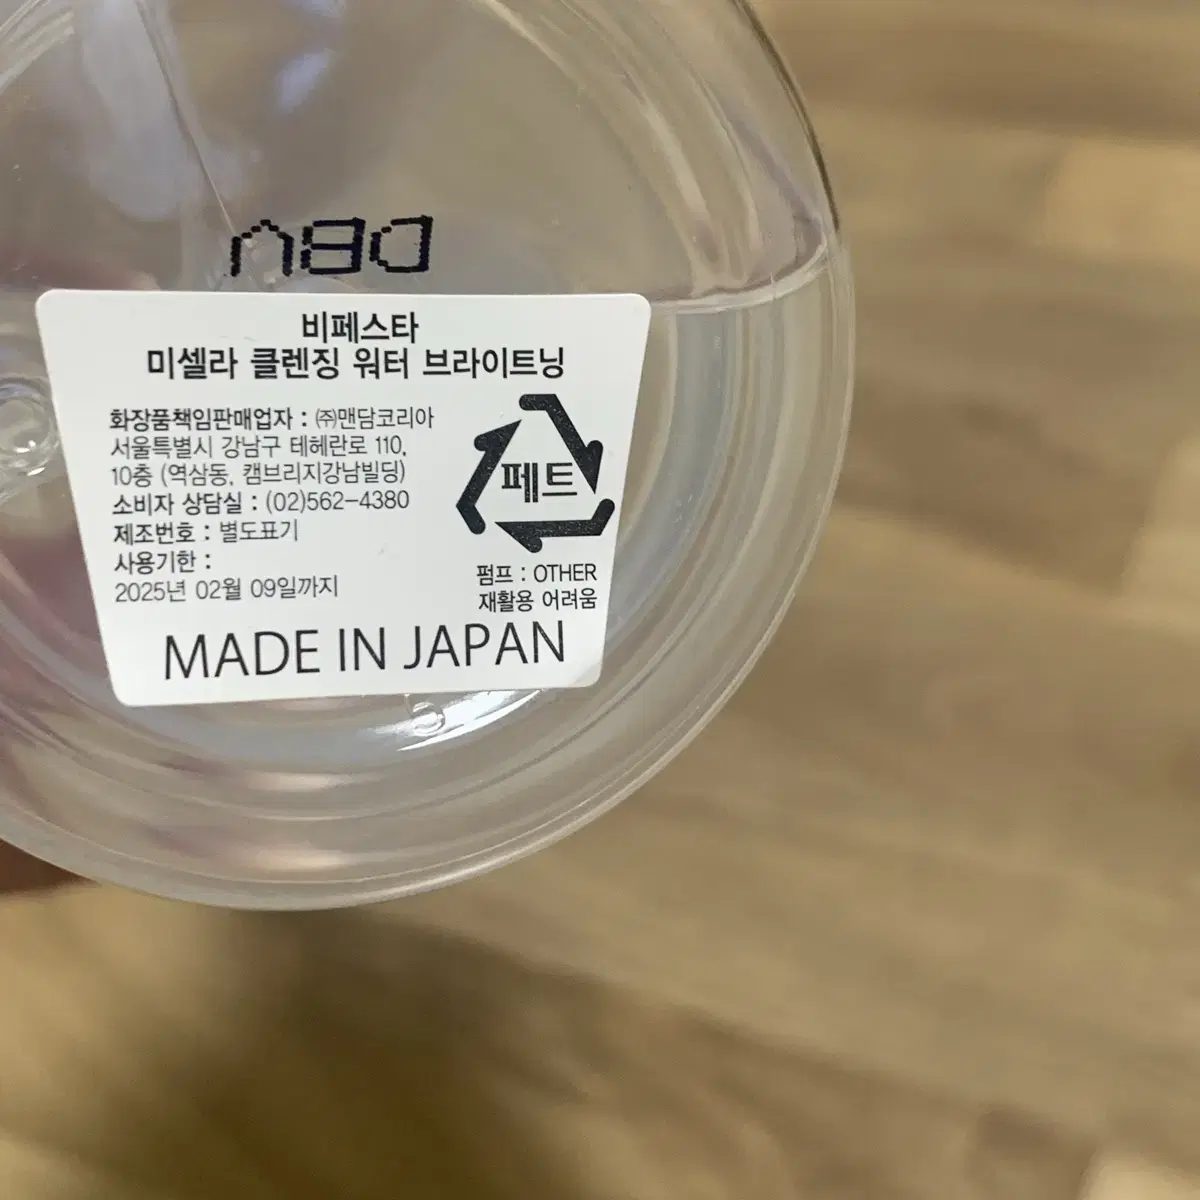 비페스타
미셀라 클렌징 워터 브라이트닝
화장품책임판매업자 : ㈜맨담코리아
서울특별시 강남구 테헤란로 110,
10층 (역삼동, 캠브리지강남빌딩)
소비자 상담실 : (02)562-4380
제조번호 : 별도표기
사용기한 :
2025년 02월 09일까지
페트
펌프 : OTHER
재활용 어려움
MADE IN JAPAN